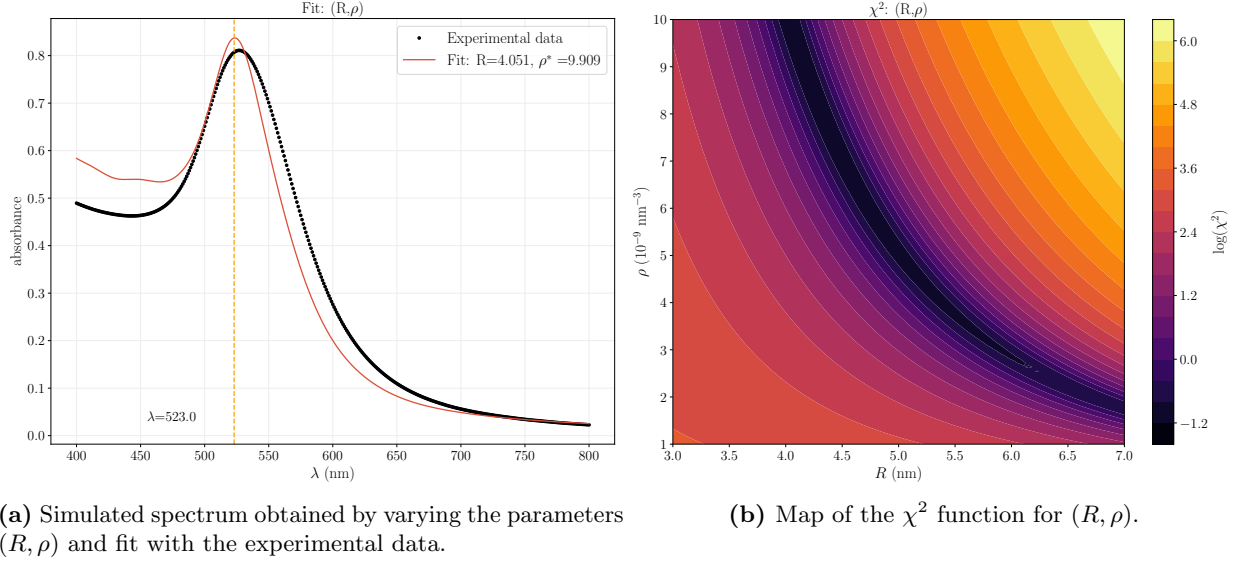 Fit: (R,ρ)
0.8
0.7
0.6
0.5
0.4
0.3
0.2
0.1
0.0
absorbance
Experimental data
Fit: R=4.051, ρ* =9.909
λ=523.0
400 450 500 550 600 650 700 750 800
λ (nm)
(a) Simulated spectrum obtained by varying the parameters
(R, ρ) and fit with the experimental data.
χ²: (R,ρ)
10
9
8
7
6
5
4
3
2
1
ρ (10⁻⁹ nm⁻³)
3.0 3.5 4.0 4.5 5.0 5.5 6.0 6.5 7.0
R (nm)
6.0
4.8
3.6
2.4
1.2
0.0
−1.2
log(χ²)
(b) Map of the χ² function for (R, ρ).